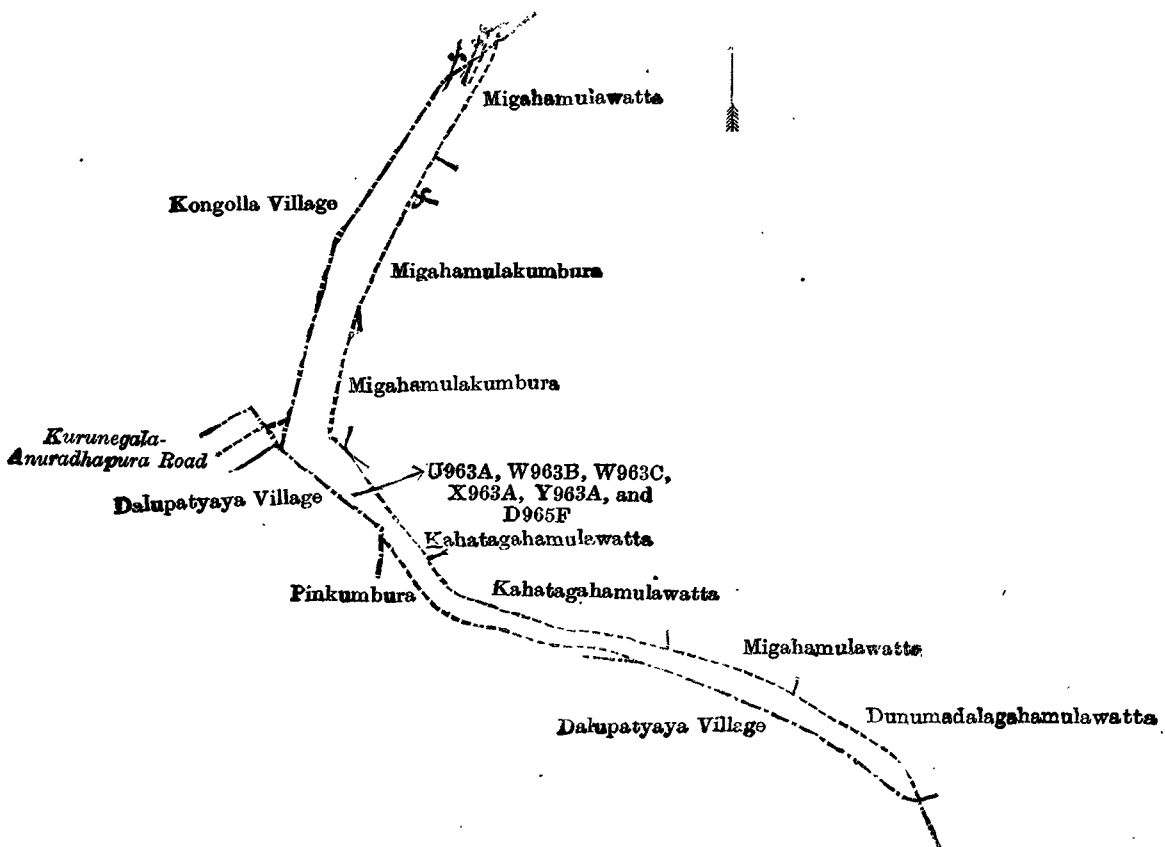 Migahamulawatta
Kongolla Village
Migahamulakumbura
Migahamulakumbura
Kurunegala-
Anuradhapura Road
U963A, W963B, W963C,
X963A, Y963A, and
D965F
Dalupatyaya Village
Kahatagahamulawatta
Pinkumbura
Kahatagahamulawatta
Migahamulawatta
Dalupatyaya Village
Dunumadalagahamulawatta